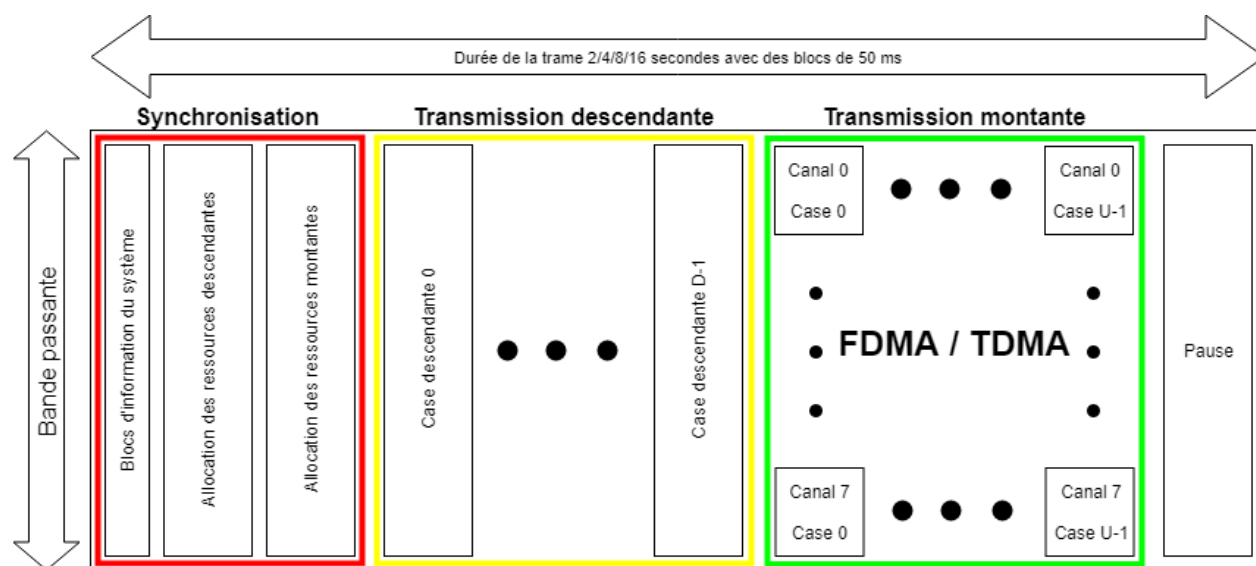 Durée de la trame 2/4/8/16 secondes avec des blocs de 50 ms
Synchronisation
Transmission descendante
Transmission montante
Bande passante
Blocs d'information du système
Allocation des ressources descendantes
Allocation des ressources montantes
Case descendante 0
Case descendante D-1
Canal 0
Case 0
Canal 0
Case U-1
FDMA / TDMA
Canal 7
Case 0
Canal 7
Case U-1
Pause